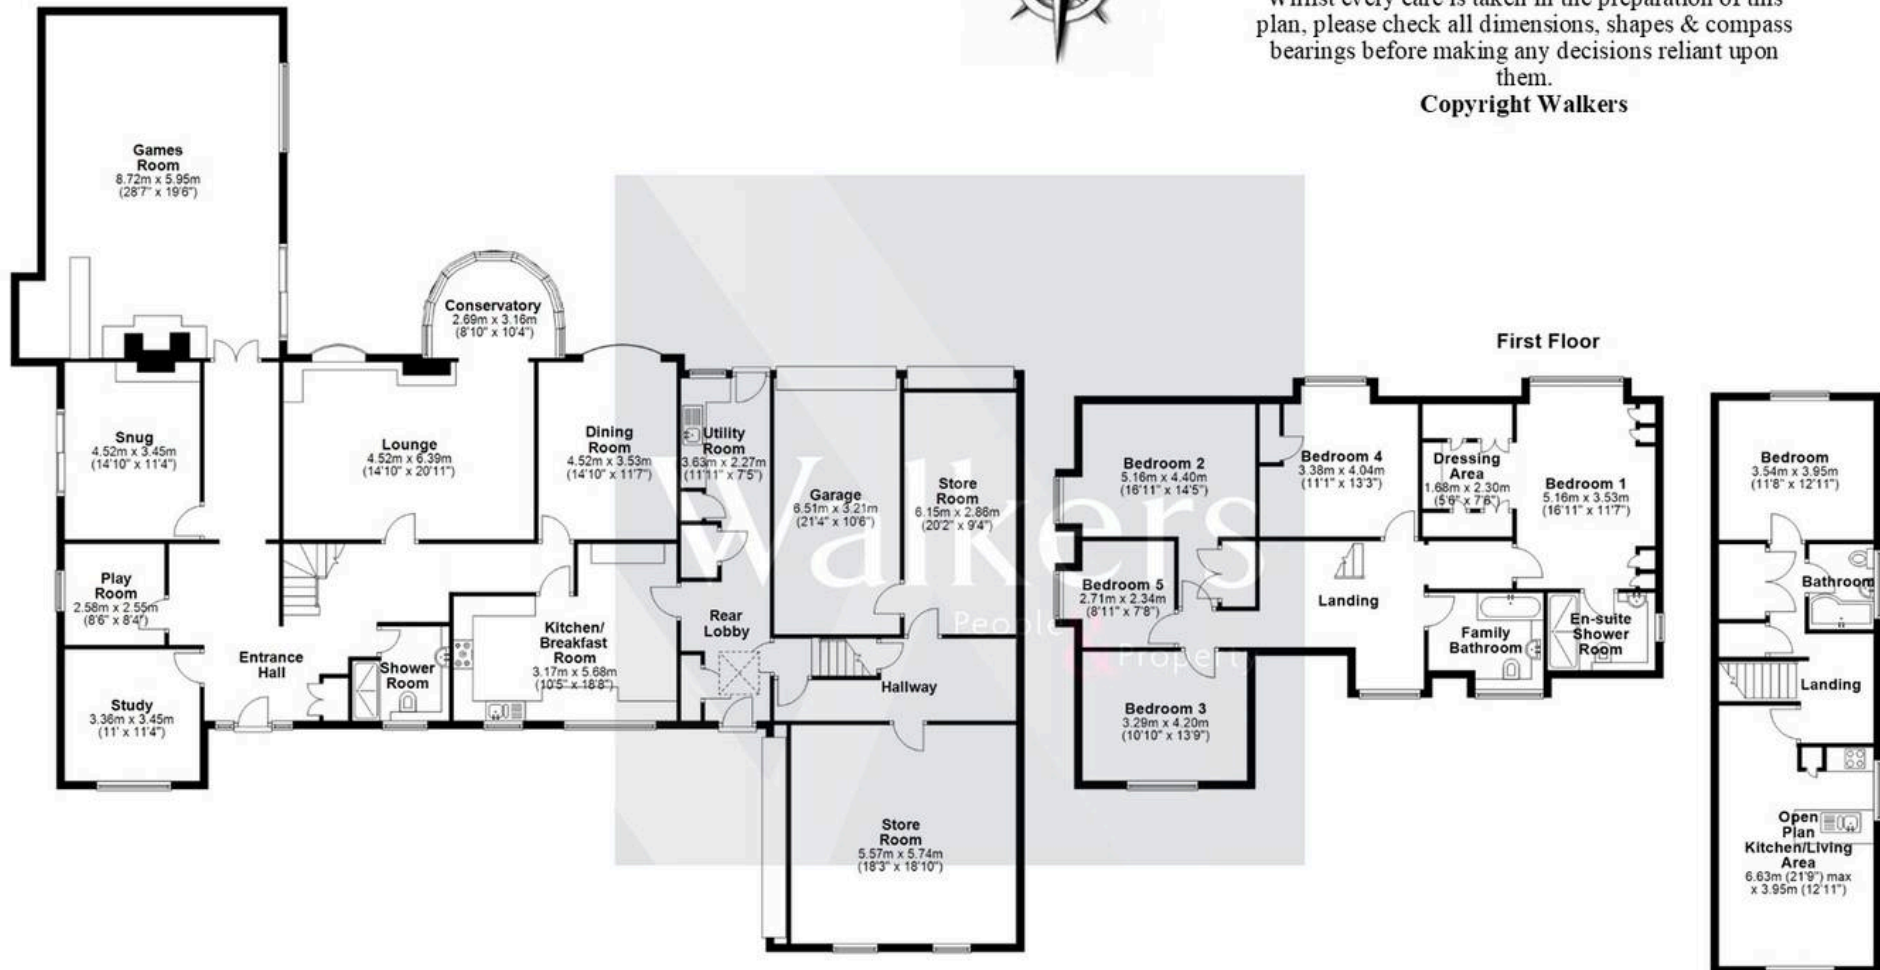 Whilst every care is taken in the preparation of this
plan, please check all dimensions, shapes & compass
bearings before making any decisions reliant upon
them.
Copyright Walkers
Games
Room
8.72m x 5.95m
(28'7" x 19'6")
Conservatory
2.69m x 3.16m
(8'10" x 10'4")
Snug
4.52m x 3.45m
(14'10" x 11'4")
Lounge
4.52m x 6.39m
(14'10" x 20'11")
Dining
Room
4.52m x 3.53m
(14'10" x 11'7")
Utility
Room
3.63m x 2.27m
(11'11" x 7'5")
Garage
6.51m x 3.21m
(21'4" x 10'6")
Store
Room
6.15m x 2.86m
(20'2" x 9'4")
Play
Room
2.58m x 2.55m
(8'6" x 8'4")
Study
3.36m x 3.45m
(11' x 11'4")
Entrance
Hall
Shower
Room
Kitchen/
Breakfast
Room
3.17m x 5.68m
(10'5" x 18'8")
Rear
Lobby
Hallway
Store
Room
5.57m x 5.74m
(18'3" x 18'10")
Walkers
People
& Property
First Floor
Bedroom 2
5.16m x 4.40m
(16'11" x 14'5")
Bedroom 4
3.38m x 4.04m
(11'1" x 13'3")
Dressing
Area
1.68m x 2.30m
(5'6" x 7'6")
Bedroom 1
5.16m x 3.53m
(16'11" x 11'7")
Bedroom 5
2.71m x 2.34m
(8'11" x 7'8")
Landing
Family
Bathroom
En-suite
Shower
Room
Bedroom 3
3.29m x 4.20m
(10'10" x 13'9")
Bedroom
3.54m x 3.95m
(11'8" x 12'11")
Bathroom
Landing
Open
Plan
Kitchen/Living
Area
6.63m (21'9") max
x 3.95m (12'11")